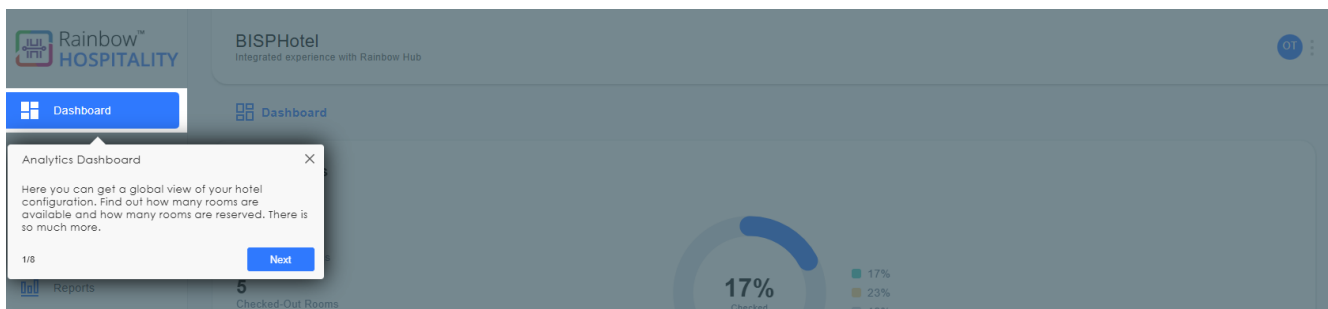 Rainbow™
HOSPITALITY
BISPHotel
Integrated experience with Rainbow Hub
OT
Dashboard
Dashboard
Analytics Dashboard
Here you can get a global view of your hotel
configuration. Find out how many rooms are
available and how many rooms are reserved. There is
so much more.
1/8
Next
Reports
5
Checked-Out Rooms
17%
Checked
17%
23%